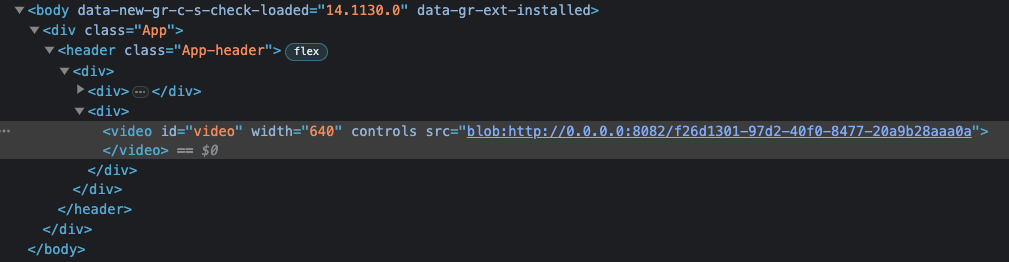 <body data-new-gr-c-s-check-loaded="14.1130.0" data-gr-ext-installed>
<div class="App">
<header class="App-header"> flex
<div>
<div> ⋯ </div>
<div>
⋯ <video id="video" width="640" controls src="blob:http://0.0.0.0:8082/f26d1301-97d2-40f0-8477-20a9b28aaa0a">
</video> == $0
</div>
</div>
</header>
</div>
</body>